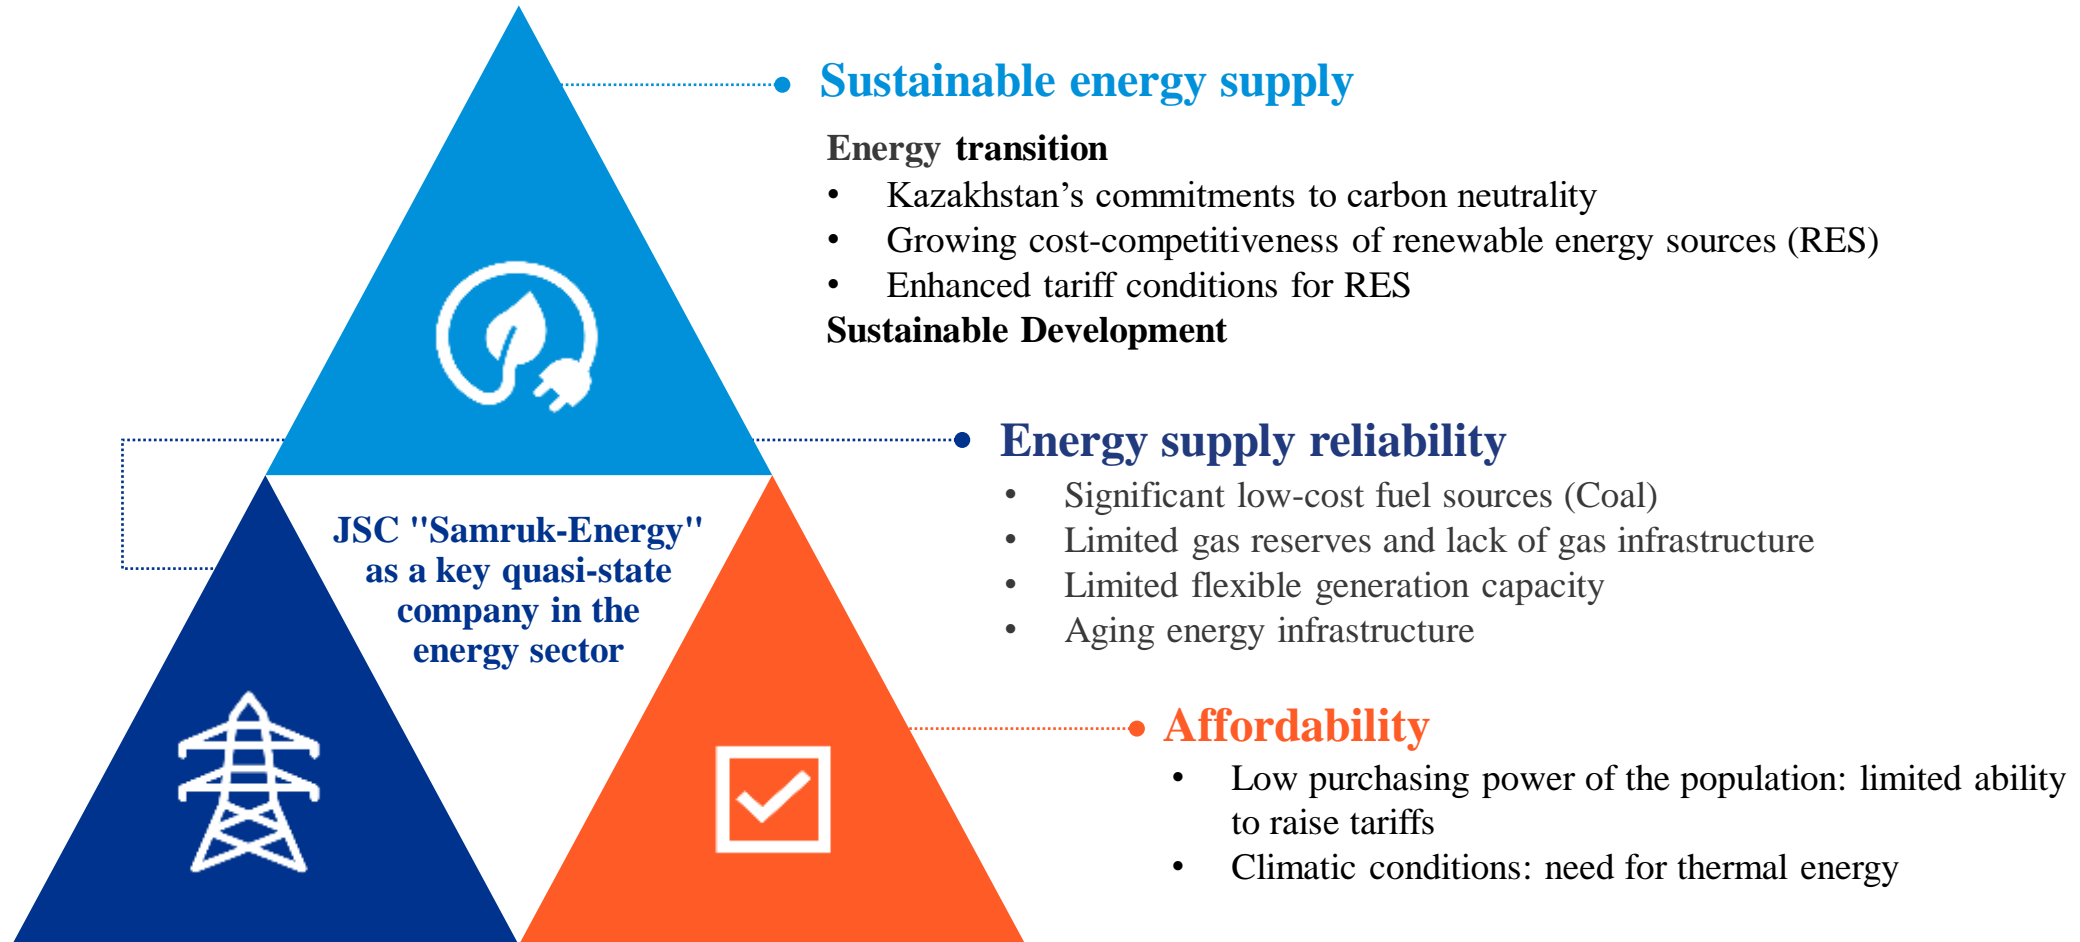 Sustainable energy supply
Energy transition
• Kazakhstan’s commitments to carbon neutrality
• Growing cost-competitiveness of renewable energy sources (RES)
• Enhanced tariff conditions for RES
Sustainable Development
Energy supply reliability
• Significant low-cost fuel sources (Coal)
• Limited gas reserves and lack of gas infrastructure
• Limited flexible generation capacity
• Aging energy infrastructure
JSC "Samruk-Energy"
as a key quasi-state
company in the
energy sector
Affordability
• Low purchasing power of the population: limited ability
to raise tariffs
• Climatic conditions: need for thermal energy